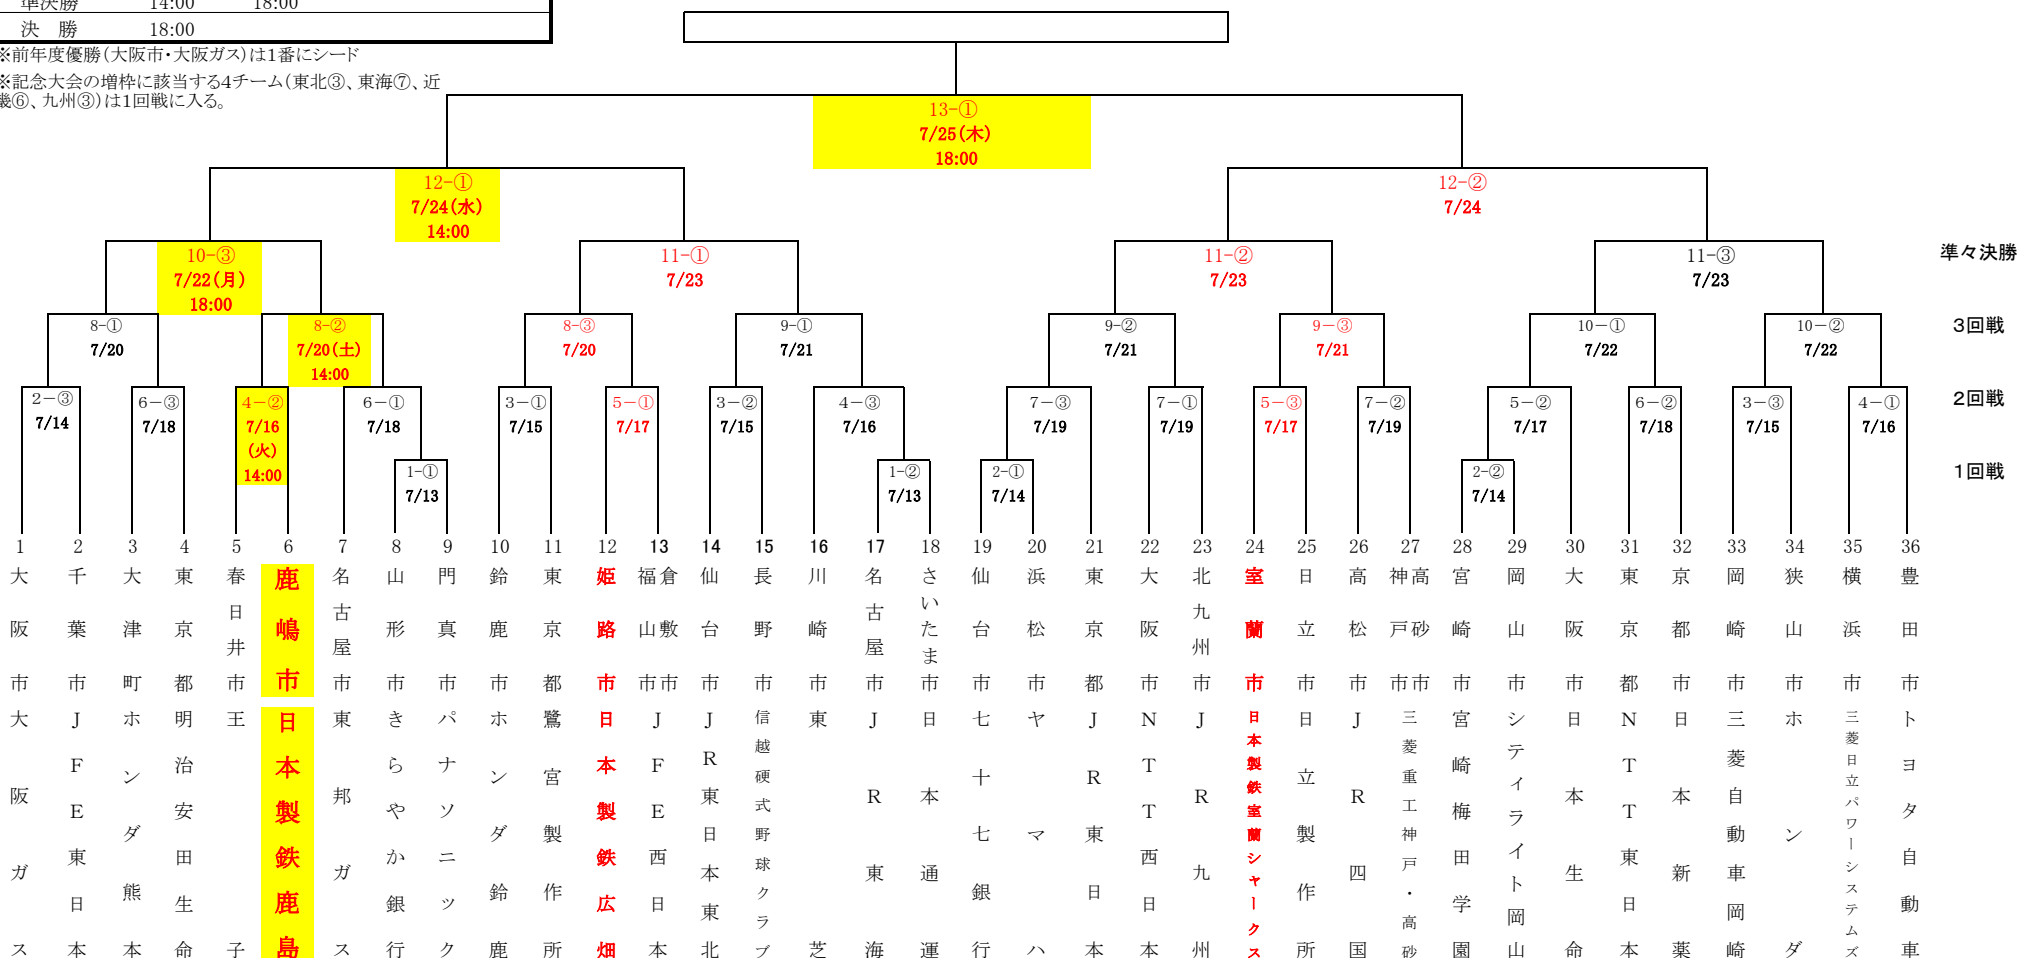 準決勝 14:00 18:00
決 勝 18:00
※前年度優勝(大阪市・大阪ガス)は1番にシード
※記念大会の増枠に該当する4チーム(東北③、東海⑦、近
畿⑥、九州③)は1回戦に入る。
13-①
7/25(木)
18:00
12-①
7/24(水)
14:00
12-②
7/24
10-③
7/22(月)
18:00
11-①
7/23
11-②
7/23
11-③
7/23
準々決勝
8-①
7/20
8-②
7/20(土)
14:00
8-③
7/20
9-①
7/21
9-②
7/21
9-③
7/21
10-①
7/22
10-②
7/22
3回戦
2-③
7/14
6-③
7/18
4-②
7/16
(火)
14:00
6-①
7/18
3-①
7/15
5-①
7/17
3-②
7/15
4-③
7/16
7-③
7/19
7-①
7/19
5-③
7/17
7-②
7/19
5-②
7/17
6-②
7/18
3-③
7/15
4-①
7/16
2回戦
1-①
7/13
1-②
7/13
2-①
7/14
2-②
7/14
1回戦
1 大阪市 大阪ガス
2 千葉市 JFE東日本
3 大津町 ホンダ熊本
4 東京都 明治安田生命
5 春日井市 王子
6 鹿嶋市 日本製鉄鹿島
7 名古屋市 東邦ガス
8 山形市 きらやか銀行
9 門真市 パナソニック
10 鈴鹿市 ホンダ鈴鹿
11 東京都 鷺宮製作所
12 姫路市 日本製鉄広畑
13 福山市 倉敷市 JFE西日本
14 仙台市 JR東日本東北
15 長野市 信越硬式野球クラブ
16 川崎市 東芝
17 名古屋市 JR東海
18 さいたま市 日本通運
19 仙台市 七十七銀行
20 浜松市 ヤマハ
21 東京都 JR東日本
22 大阪市 NTT西日本
23 北九州市 JR九州
24 室蘭市 日本製鉄室蘭シャークス
25 日立市 日立製作所
26 高松市 JR四国
27 神戸市 高砂市 三菱重工神戸・高砂
28 宮崎市 宮崎梅田学園
29 岡山市 シティライト岡山
30 大阪市 日本生命
31 東京都 NTT東日本
32 京都市 日本新薬
33 岡崎市 三菱自動車岡崎
34 狭山市 ホンダ
35 横浜市 三菱日立パワーシステムズ
36 豊田市 トヨタ自動車